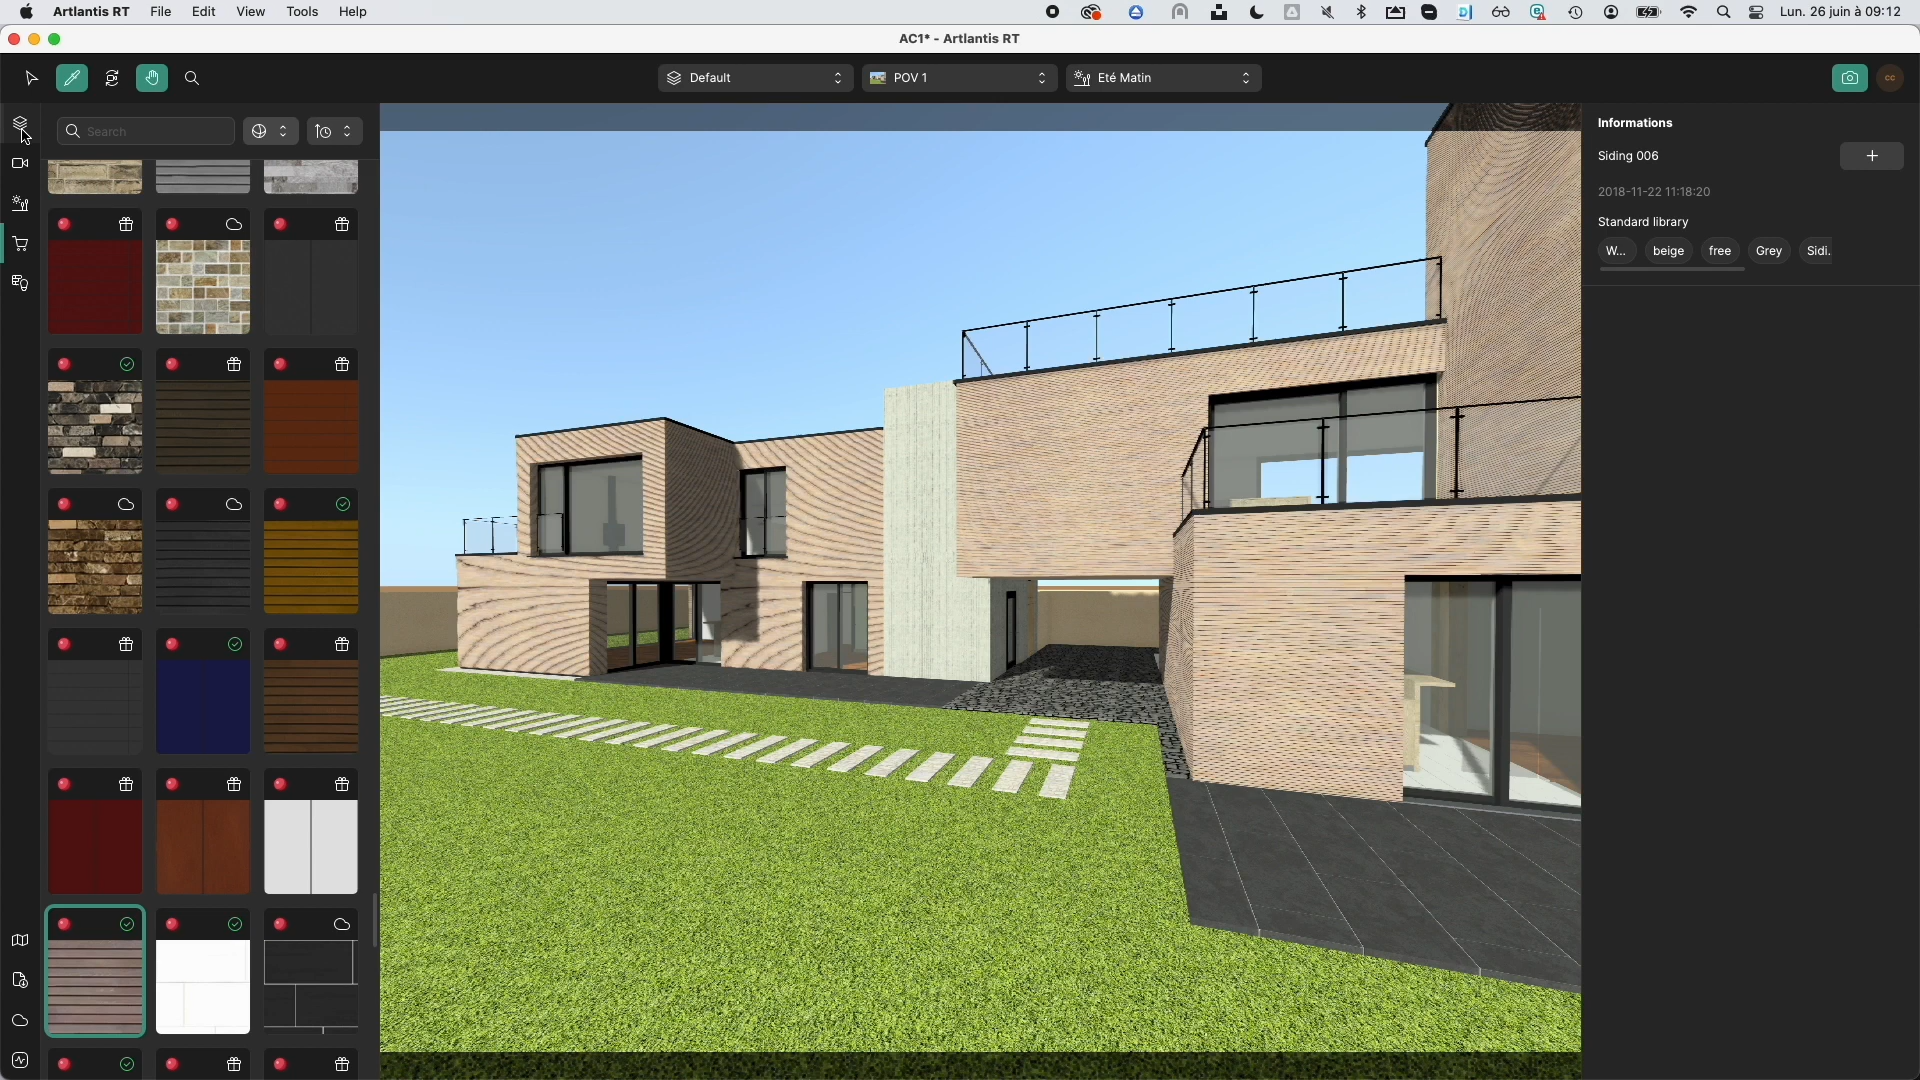 Artlantis RT File Edit View Tools Help Lun. 26 juin à 09:12
AC1* - Artlantis RT
Default POV 1 Eté Matin cc
Search
Informations
Siding 006
2018-11-22 11:18:20
Standard library
W... beige free Grey Sidi.